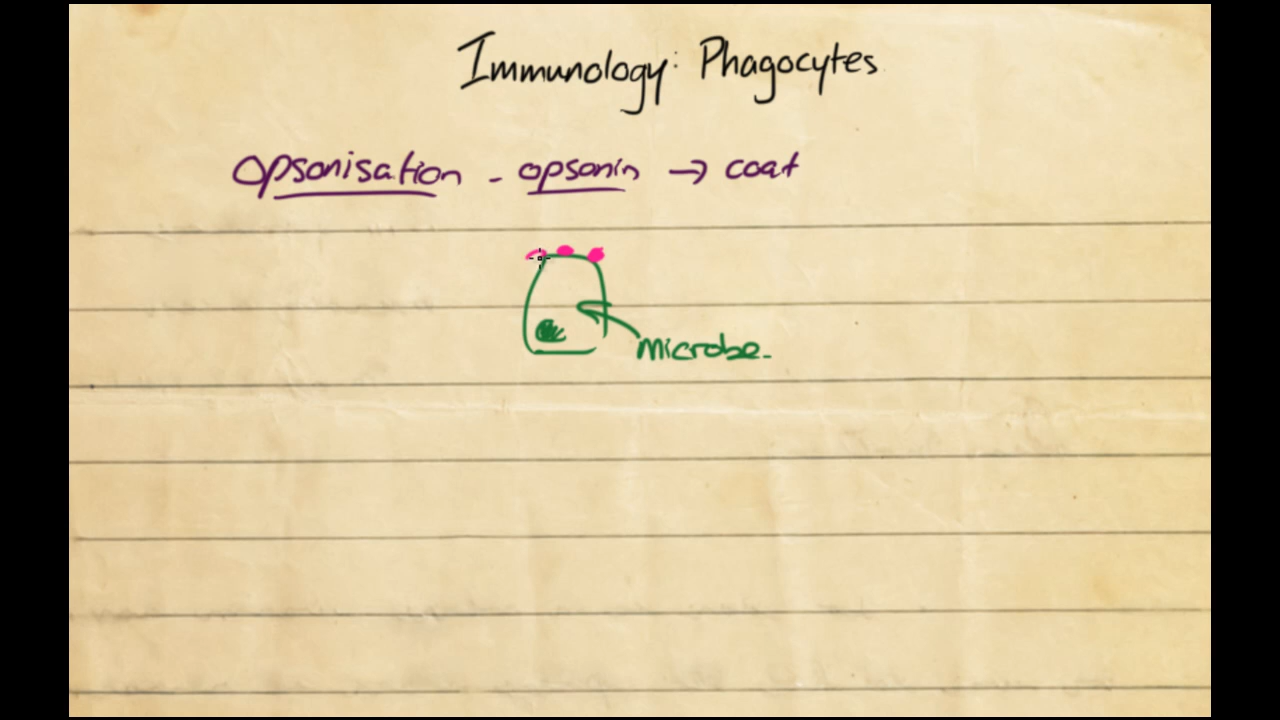 Immunology: Phagocytes
Opsonisation - opsonin → coat
microbe.